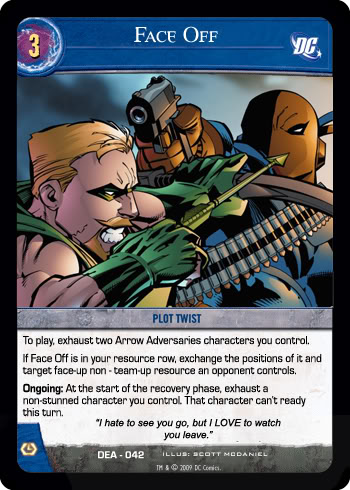 3
Face Off
DC
PLOT TWIST
To play, exhaust two Arrow Adversaries characters you control.
If Face Off is in your resource row, exchange the positions of it and
target face-up non - team-up resource an opponent controls.
Ongoing: At the start of the recovery phase, exhaust a
non-stunned character you control. That character can't ready
this turn.
"I hate to see you go, but I LOVE to watch
you leave."
DEA - 042 ILLUS: SCOTT MCDANIEL
TM & © 2009 DC Comics.